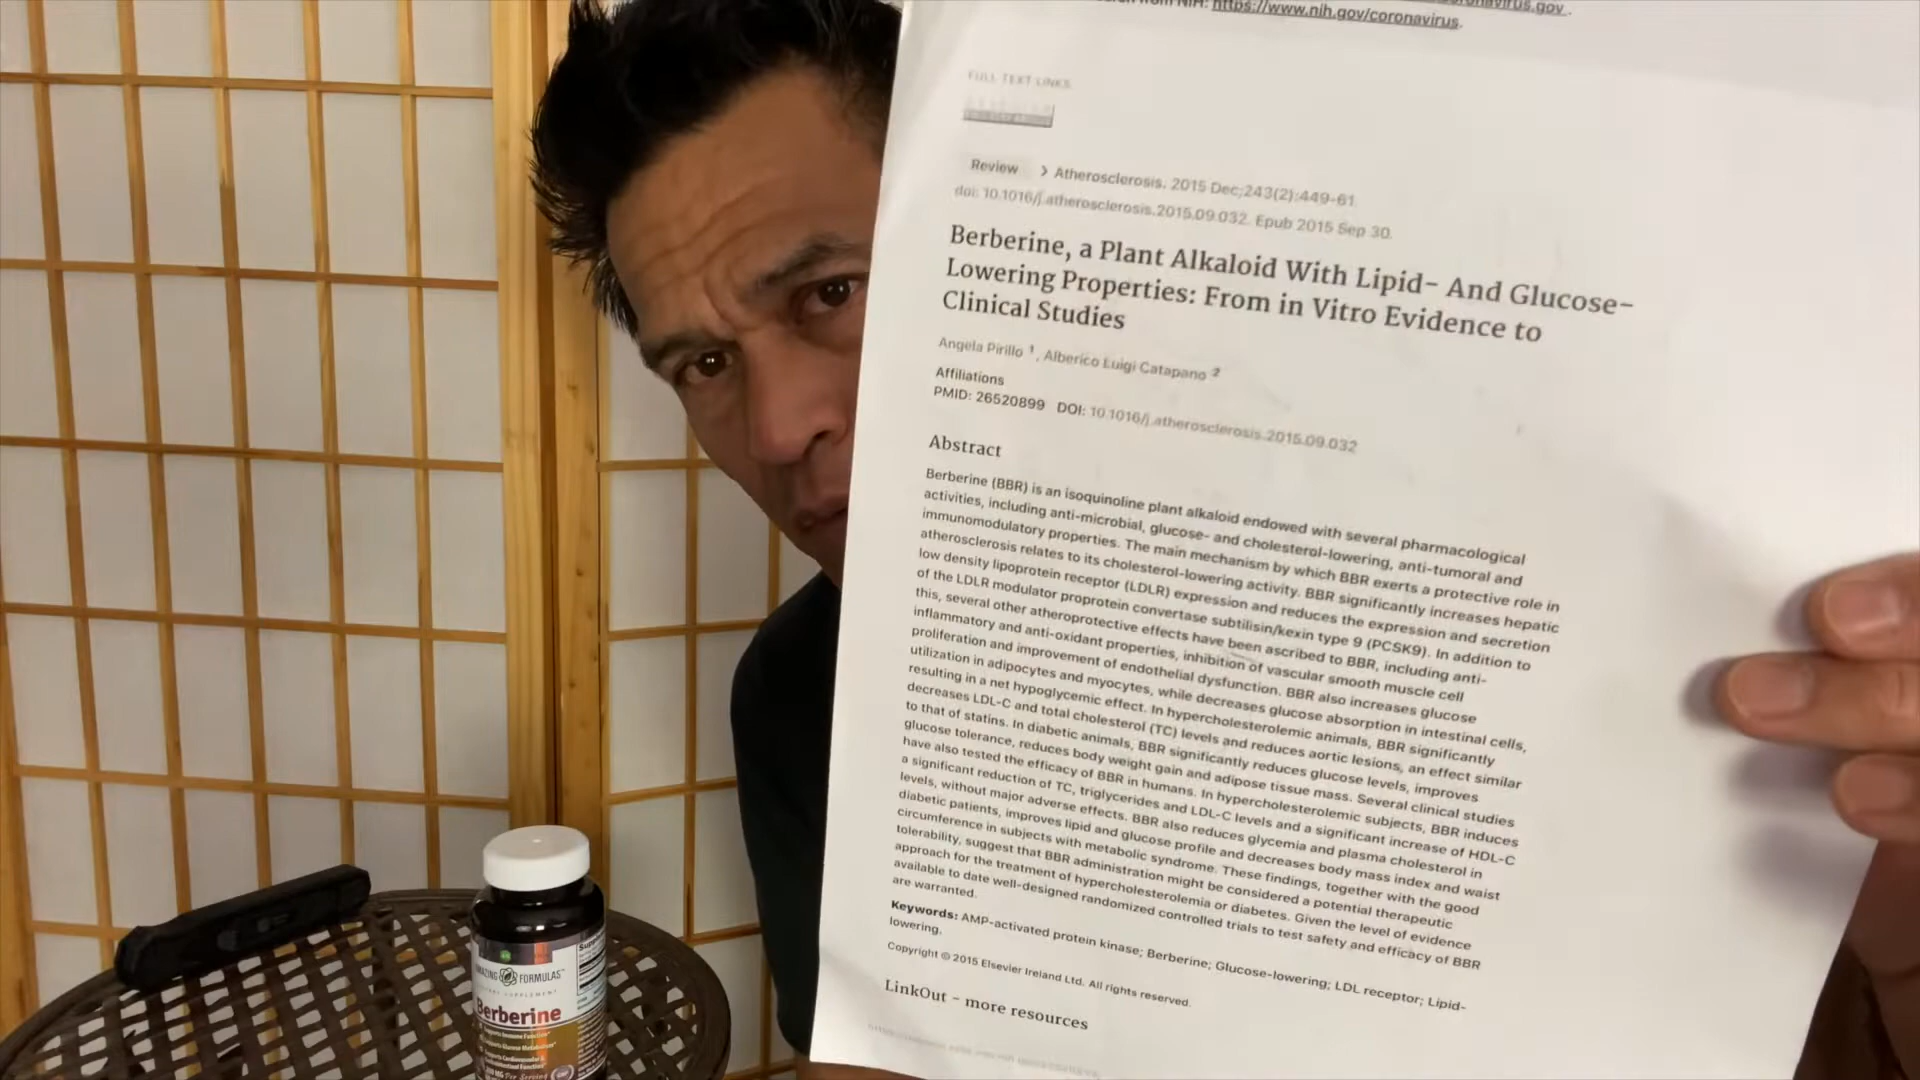 from NIH: https://www.nih.gov/coronavirus.
FULL TEXT LINKS
Review > Atherosclerosis. 2015 Dec;243(2):449-61.
doi: 10.1016/j.atherosclerosis.2015.09.032. Epub 2015 Sep 30.
Berberine, a Plant Alkaloid With Lipid- And Glucose-
Lowering Properties: From in Vitro Evidence to
Clinical Studies
Angela Pirillo 1, Alberico Luigi Catapano 2
Affiliations
PMID: 26520899 DOI: 10.1016/j.atherosclerosis.2015.09.032
Abstract
Berberine (BBR) is an isoquinoline plant alkaloid endowed with several pharmacological
activities, including anti-microbial, glucose- and cholesterol-lowering, anti-tumoral and
immunomodulatory properties. The main mechanism by which BBR exerts a protective role in
atherosclerosis relates to its cholesterol-lowering activity. BBR significantly increases hepatic
low density lipoprotein receptor (LDLR) expression and reduces the expression and secretion
of the LDLR modulator proprotein convertase subtilisin/kexin type 9 (PCSK9). In addition to
this, several other atheroprotective effects have been ascribed to BBR, including anti-
inflammatory and anti-oxidant properties, inhibition of vascular smooth muscle cell
proliferation and improvement of endothelial dysfunction. BBR also increases glucose
utilization in adipocytes and myocytes, while decreases glucose absorption in intestinal cells,
resulting in a net hypoglycemic effect. In hypercholesterolemic animals, BBR significantly
decreases LDL-C and total cholesterol (TC) levels and reduces aortic lesions, an effect similar
to that of statins. In diabetic animals, BBR significantly reduces glucose levels, improves
glucose tolerance, reduces body weight gain and adipose tissue mass. Several clinical studies
have also tested the efficacy of BBR in humans. In hypercholesterolemic subjects, BBR induces
a significant reduction of TC, triglycerides and LDL-C levels and a significant increase of HDL-C
levels, without major adverse effects. BBR also reduces glycemia and plasma cholesterol in
diabetic patients, improves lipid and glucose profile and decreases body mass index and waist
circumference in subjects with metabolic syndrome. These findings, together with the good
tolerability, suggest that BBR administration might be considered a potential therapeutic
approach for the treatment of hypercholesterolemia or diabetes. Given the level of evidence
available to date well-designed randomized controlled trials to test safety and efficacy of BBR
are warranted.
Keywords: AMP-activated protein kinase; Berberine; Glucose-lowering; LDL receptor; Lipid-
lowering.
Copyright © 2015 Elsevier Ireland Ltd. All rights reserved.
LinkOut - more resources
AMAZING FORMULAS
Berberine
Supports Immune Function*
Supports Glucose Metabolism*
Supports Cardiovascular &
Gastrointestinal Function*
Per Serving